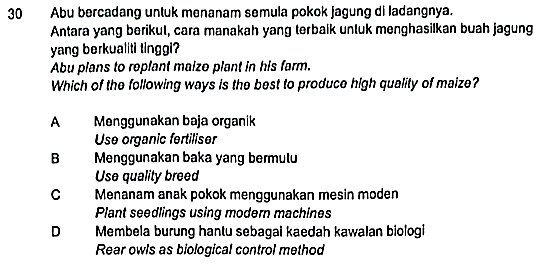 30 Abu bercadang untuk menanam semula pokok jagung di ladangnya.
Antara yang berikut, cara manakah yang terbaik untuk menghasilkan buah jagung
yang berkualiti tinggi?
Abu plans to replant maize plant in his farm.
Which of the following ways is the best to produce high quality of maize?
A Menggunakan baja organik
Use organic fertiliser
B Menggunakan baka yang bermutu
Use quality breed
C Menanam anak pokok menggunakan mesin moden
Plant seedlings using modern machines
D Membela burung hantu sebagai kaedah kawalan biologi
Rear owls as biological control method